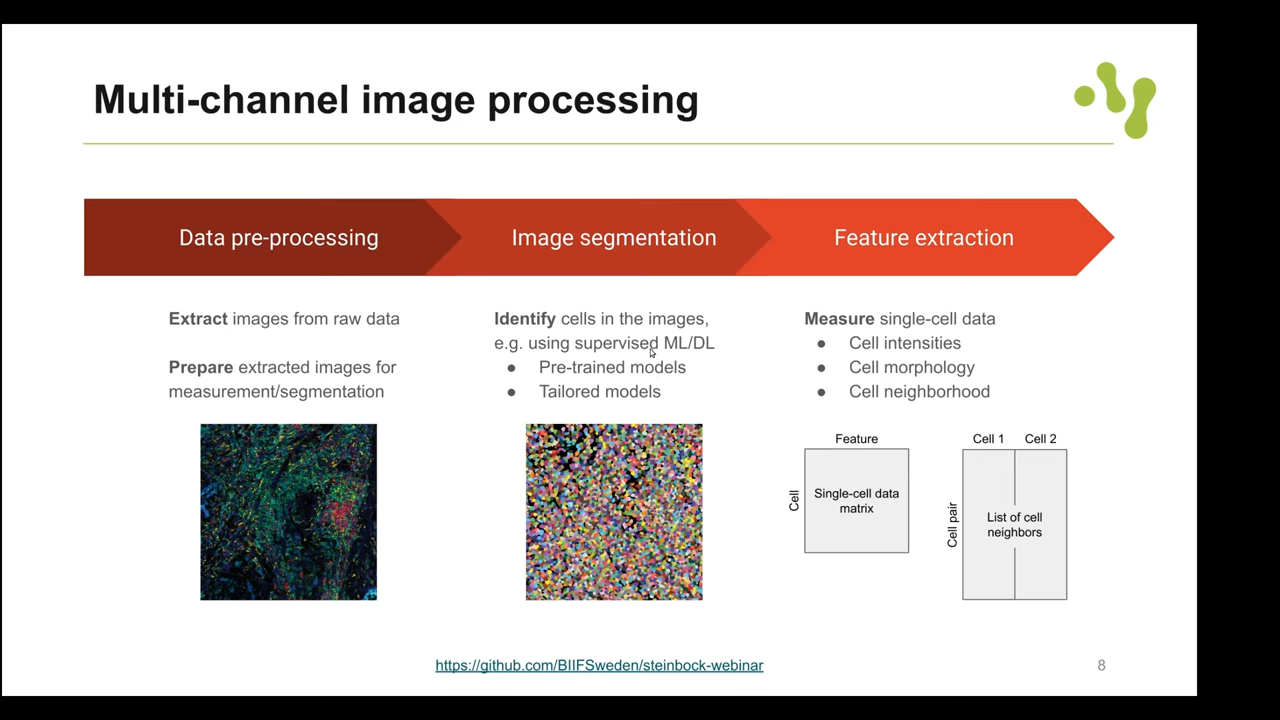 Multi-channel image processing
Data pre-processing
Image segmentation
Feature extraction
Extract images from raw data
Prepare extracted images for
measurement/segmentation
Identify cells in the images,
e.g. using supervised ML/DL
● Pre-trained models
● Tailored models
Measure single-cell data
● Cell intensities
● Cell morphology
● Cell neighborhood
Feature
Cell
Single-cell data
matrix
Cell 1
Cell 2
Cell pair
List of cell
neighbors
https://github.com/BIIFSweden/steinbock-webinar
8